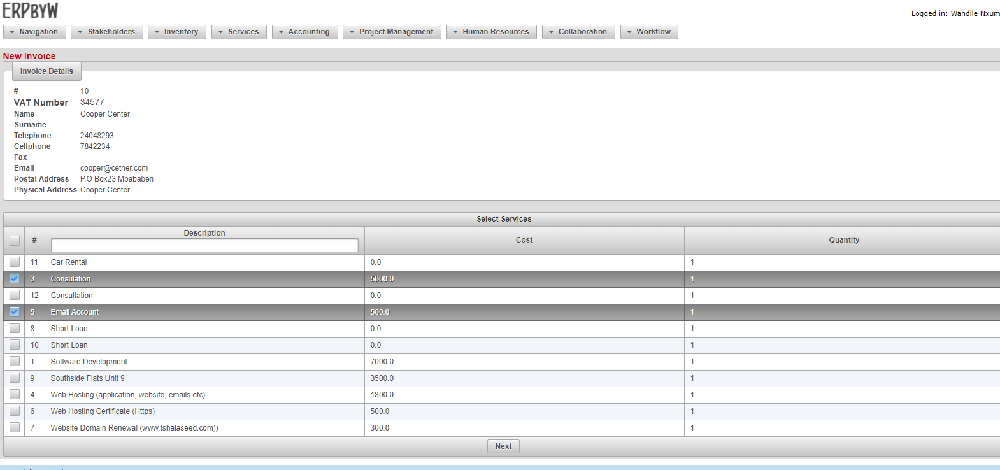 ERPBYW
Logged in: Wandile Nxum
Navigation Stakeholders Inventory Services Accounting Project Management Human Resources Collaboration Workflow
New Invoice
Invoice Details
# 10
VAT Number 34577
Name Cooper Center
Surname
Telephone 24048293
Cellphone 7842234
Fax
Email cooper@cetner.com
Postal Address P.O Box23 Mbababen
Physical Address Cooper Center
Select Services
# Description Cost Quantity
11 Car Rental 0.0 1
3 Consulation 5000.0 1
12 Consultation 0.0 1
5 Email Account 500.0 1
8 Short Loan 0.0 1
10 Short Loan 0.0 1
1 Software Development 7000.0 1
9 Southside Flats Unit 9 3500.0 1
4 Web Hosting (application, website, emails etc) 1800.0 1
6 Web Hosting Certificate (Https) 500.0 1
7 Website Domain Renewal (www.tshalaseed.com)) 300.0 1
Next